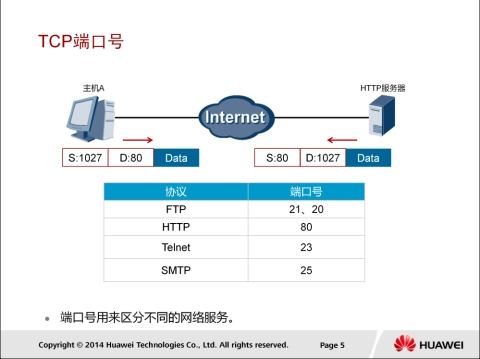 TCP端口号
主机A
HTTP服务器
Internet
S:1027 D:80 Data
S:80 D:1027 Data
协议 端口号
FTP 21、20
HTTP 80
Telnet 23
SMTP 25
端口号用来区分不同的网络服务。
Copyright © 2014 Huawei Technologies Co., Ltd. All rights reserved. Page 5 HUAWEI